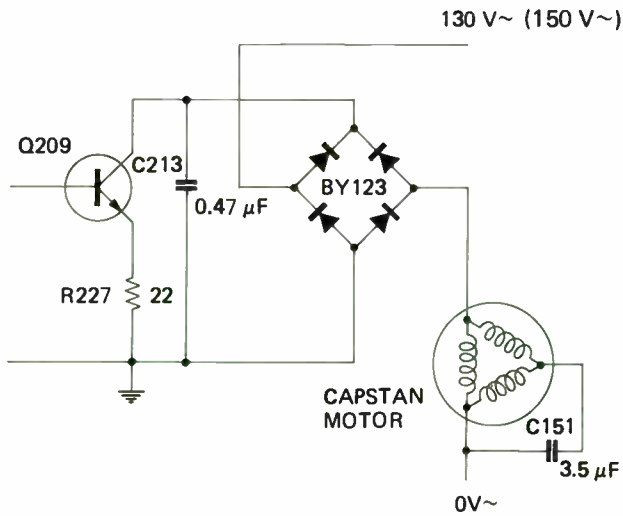 130 V~ (150 V~)
Q209
C213
BY123
0.47 µF
R227 22
CAPSTAN
MOTOR
C151
3.5 µF
0V~